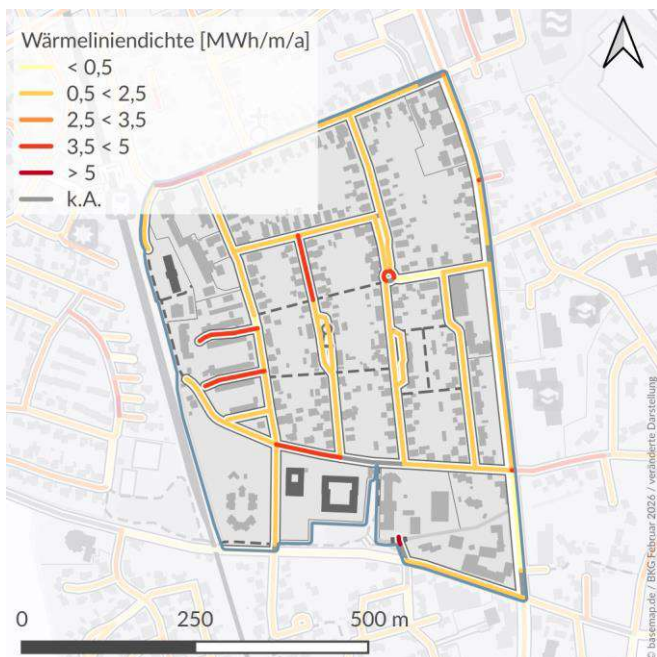 Wärmeliniendichte [MWh/m/a]
< 0,5
0,5 < 2,5
2,5 < 3,5
3,5 < 5
> 5
k.A.
0 250 500 m
© basemap.de / BKG Februar 2026 / veränderte Darstellung